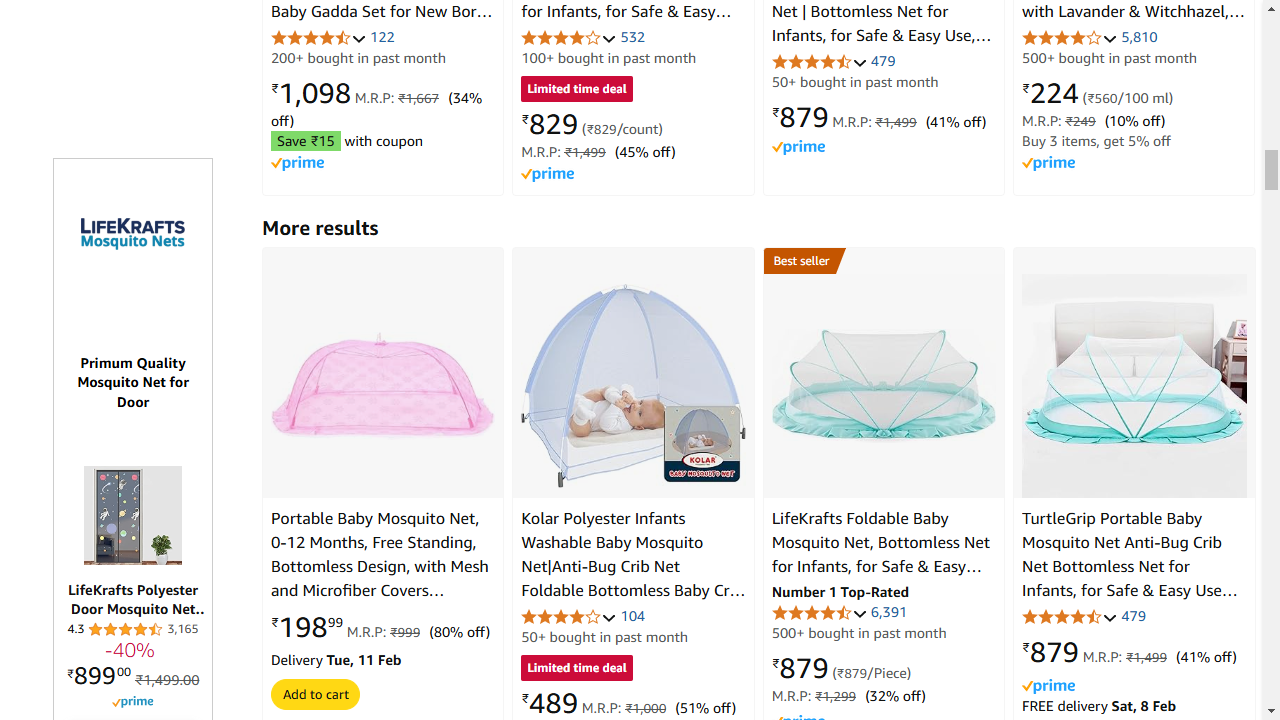 Baby Gadda Set for New Bor…
122
200+ bought in past month
₹1,098 M.R.P: ₹1,667 (34%
off)
Save ₹15 with coupon
prime
for Infants, for Safe & Easy…
532
100+ bought in past month
Limited time deal
₹829 (₹829/count)
M.R.P: ₹1,499 (45% off)
prime
Net | Bottomless Net for
Infants, for Safe & Easy Use,…
479
50+ bought in past month
₹879 M.R.P: ₹1,499 (41% off)
prime
with Lavander & Witchhazel,…
5,810
500+ bought in past month
₹224 (₹560/100 ml)
M.R.P: ₹249 (10% off)
Buy 3 items, get 5% off
prime
LIFEKRAFTS
Mosquito Nets
Primum Quality
Mosquito Net for
Door
LifeKrafts Polyester
Door Mosquito Net..
4.3 3,165
-40%
₹899.00 ₹1,499.00
prime
More results
Portable Baby Mosquito Net,
0-12 Months, Free Standing,
Bottomless Design, with Mesh
and Microfiber Covers…
₹198.99 M.R.P: ₹999 (80% off)
Delivery Tue, 11 Feb
Add to cart
KOLAR
BABY MOSQUITO NET
Kolar Polyester Infants
Washable Baby Mosquito
Net|Anti-Bug Crib Net
Foldable Bottomless Baby Cr…
104
50+ bought in past month
Limited time deal
₹489 M.R.P: ₹1,000 (51% off)
Best seller
LifeKrafts Foldable Baby
Mosquito Net, Bottomless Net
for Infants, for Safe & Easy…
Number 1 Top-Rated
6,391
500+ bought in past month
₹879 (₹879/Piece)
M.R.P: ₹1,299 (32% off)
prime
TurtleGrip Portable Baby
Mosquito Net Anti-Bug Crib
Net Bottomless Net for
Infants, for Safe & Easy Use…
479
₹879 M.R.P: ₹1,499 (41% off)
prime
FREE delivery Sat, 8 Feb